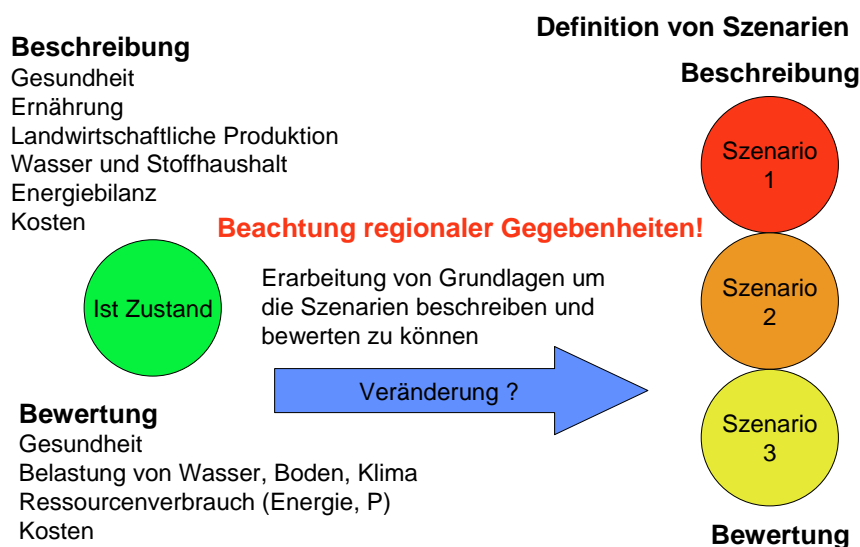 Definition von Szenarien
Beschreibung
Gesundheit
Ernährung
Landwirtschaftliche Produktion
Wasser und Stoffhaushalt
Energiebilanz
Kosten
Beachtung regionaler Gegebenheiten!
Ist Zustand
Erarbeitung von Grundlagen um
die Szenarien beschreiben und
bewerten zu können
Veränderung ?
Bewertung
Gesundheit
Belastung von Wasser, Boden, Klima
Ressourcenverbrauch (Energie, P)
Kosten
Beschreibung
Szenario
1
Szenario
2
Szenario
3
Bewertung